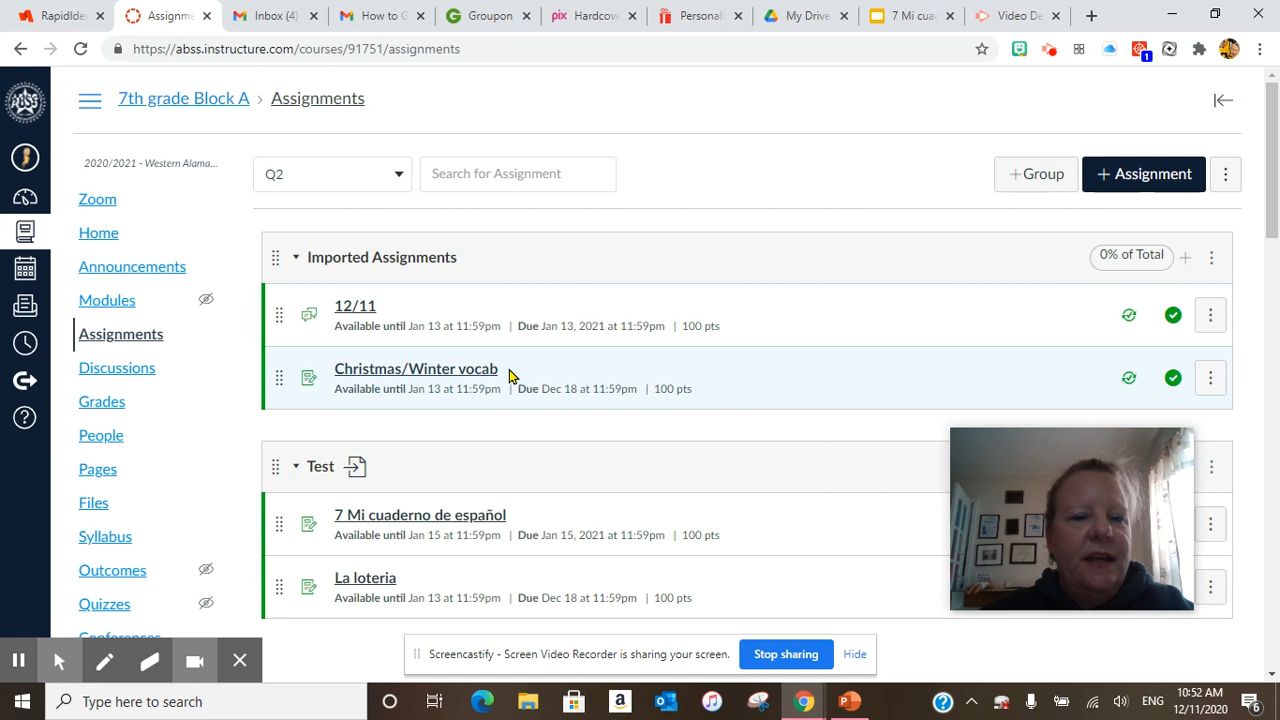 RapidIde
Assignme
Inbox (4)
How to G
Groupon
Hardcove
Personali
My Drive
7 Mi cua
Video De
https://abss.instructure.com/courses/91751/assignments
1
ABSS
7th grade Block A > Assignments
2020/2021 - Western Alama...
Zoom
Home
Announcements
Modules
Assignments
Discussions
Grades
People
Pages
Files
Syllabus
Outcomes
Quizzes
Conferences
Q2
Search for Assignment
+Group
+ Assignment
Imported Assignments
0% of Total
12/11
Available until Jan 13 at 11:59pm | Due Jan 13, 2021 at 11:59pm | 100 pts
Christmas/Winter vocab
Available until Jan 13 at 11:59pm | Due Dec 18 at 11:59pm | 100 pts
Test
7 Mi cuaderno de español
Available until Jan 15 at 11:59pm | Due Jan 15, 2021 at 11:59pm | 100 pts
La loteria
Available until Jan 13 at 11:59pm | Due Dec 18 at 11:59pm | 100 pts
Screencastify - Screen Video Recorder is sharing your screen.
Stop sharing
Hide
Type here to search
ENG
10:52 AM
12/11/2020
6